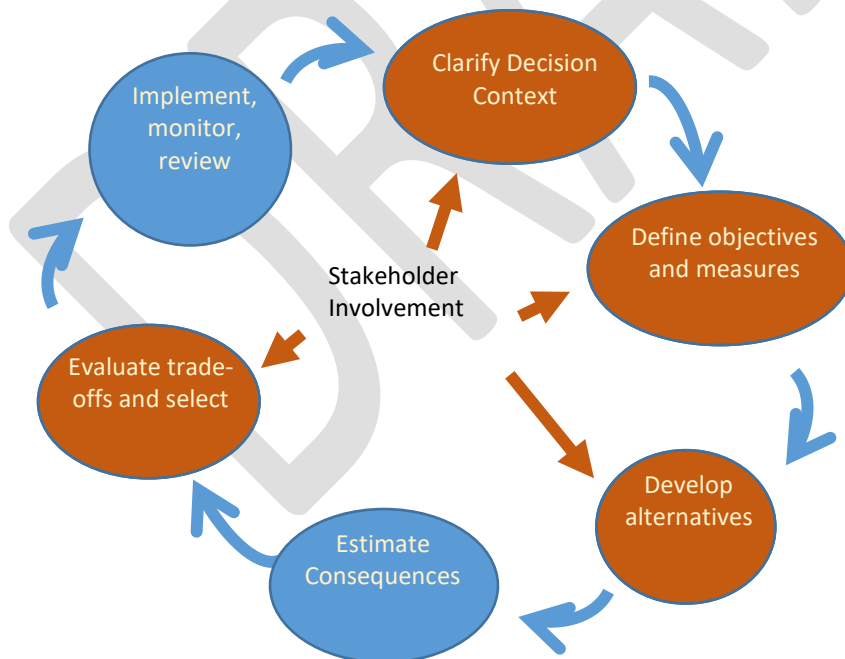 Clarify Decision
Context
Implement,
monitor,
review
Define objectives
and measures
Stakeholder
Involvement
Evaluate trade-
offs and select
Develop
alternatives
Estimate
Consequences